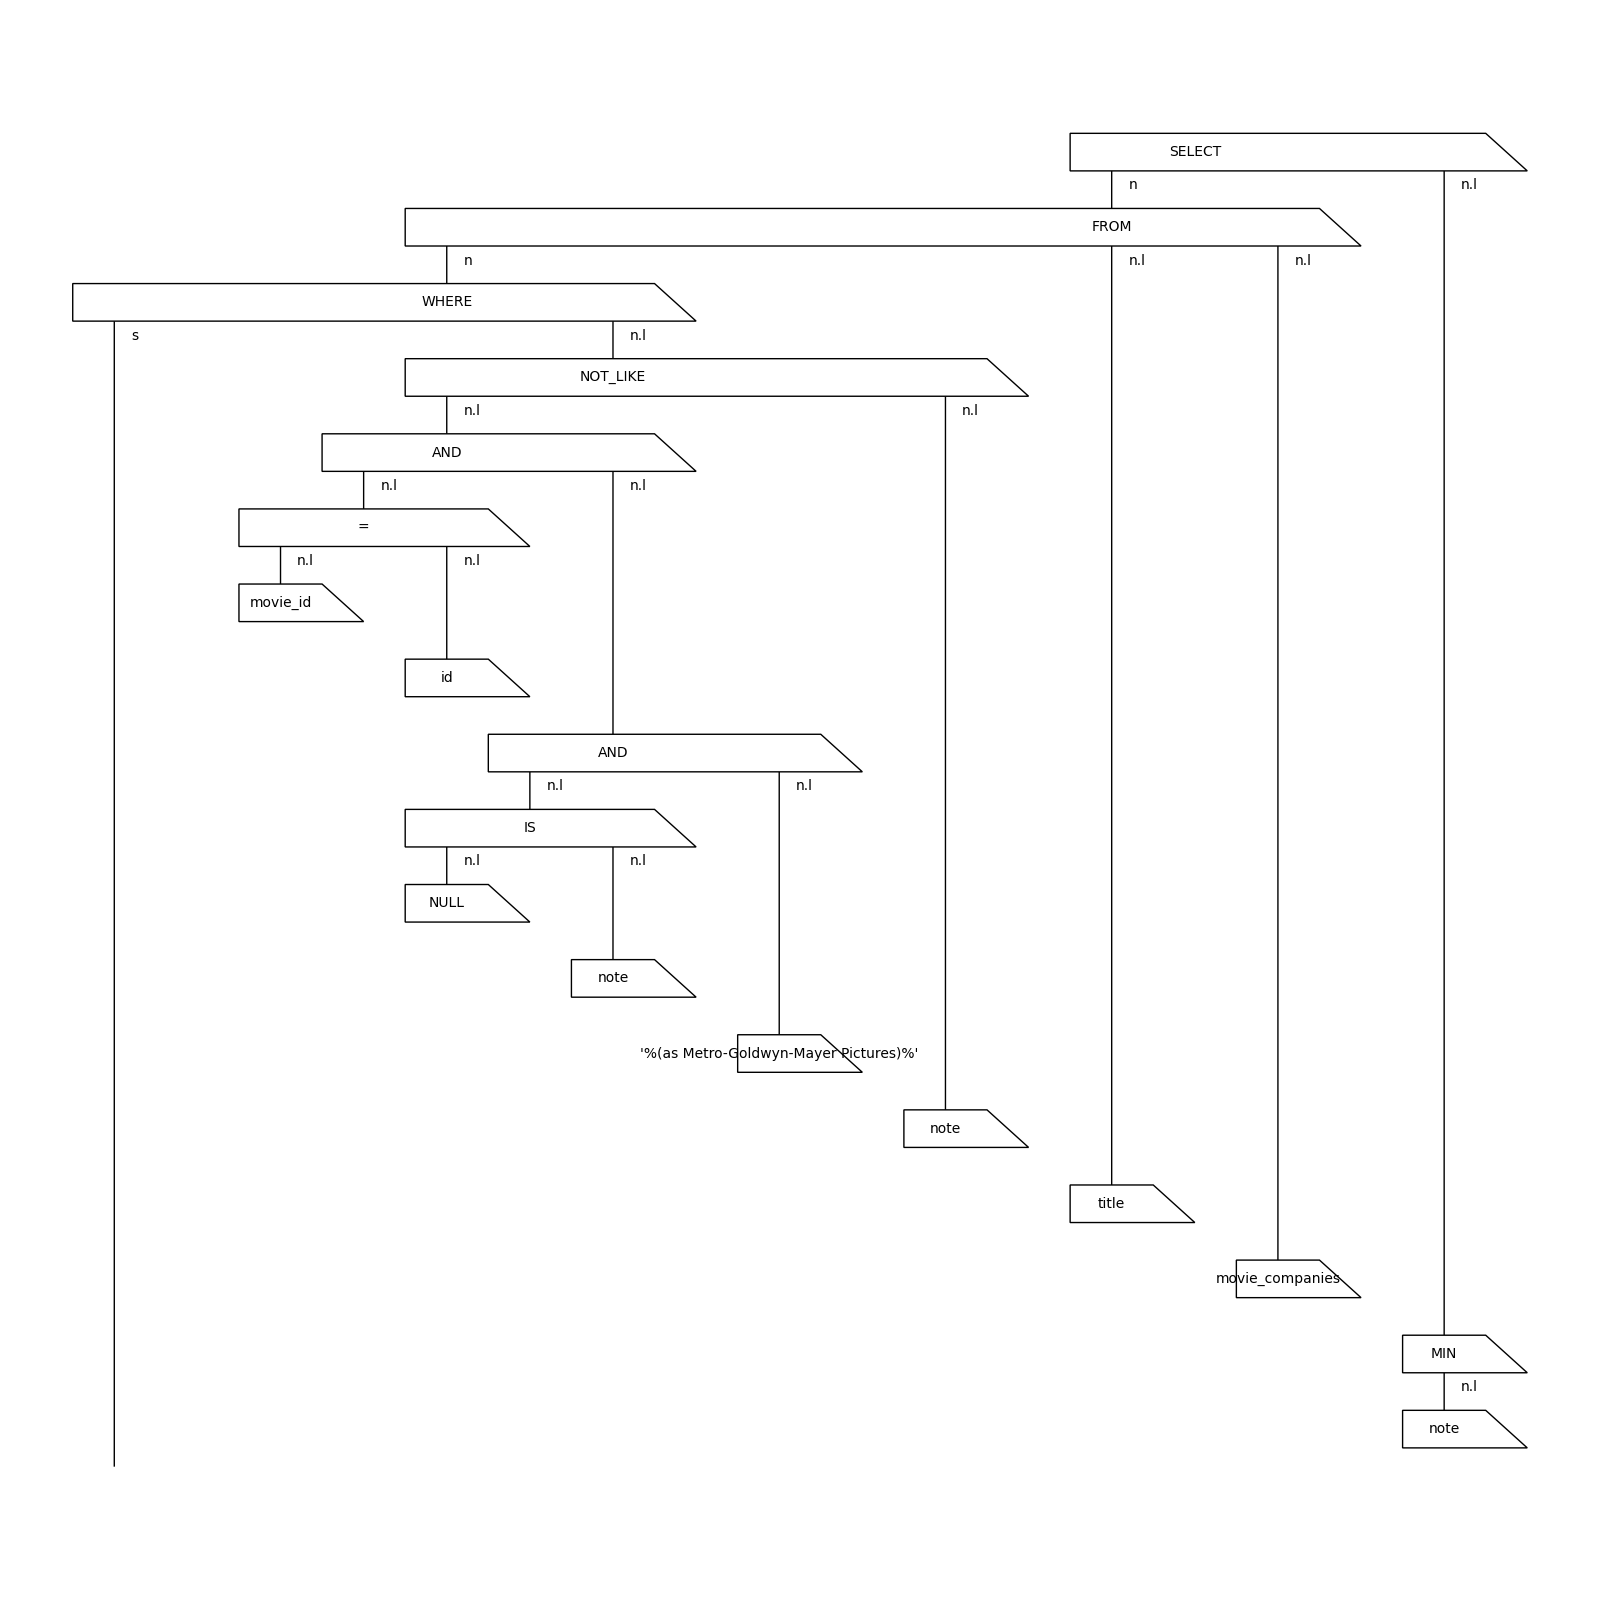 SELECT
n n.l
FROM
n n.l n.l
WHERE
s n.l
NOT_LIKE
n.l n.l
AND
n.l n.l
=
n.l n.l
movie_id
id
AND
n.l n.l
IS
n.l n.l
NULL
note
'%(as Metro-Goldwyn-Mayer Pictures)%'
note
title
movie_companies
MIN
n.l
note